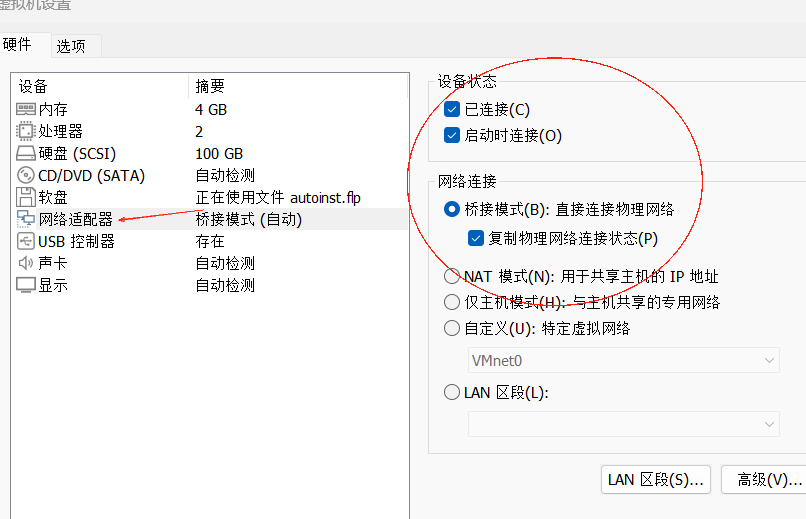 虚拟机设置
硬件 选项
设备 摘要
内存 4 GB
处理器 2
硬盘 (SCSI) 100 GB
CD/DVD (SATA) 自动检测
软盘 正在使用文件 autoinst.flp
网络适配器 桥接模式 (自动)
USB 控制器 存在
声卡 自动检测
显示 自动检测
设备状态
已连接(C)
启动时连接(O)
网络连接
桥接模式(B): 直接连接物理网络
复制物理网络连接状态(P)
NAT 模式(N): 用于共享主机的 IP 地址
仅主机模式(H): 与主机共享的专用网络
自定义(U): 特定虚拟网络
VMnet0
LAN 区段(L):
LAN 区段(S)... 高级(V)...